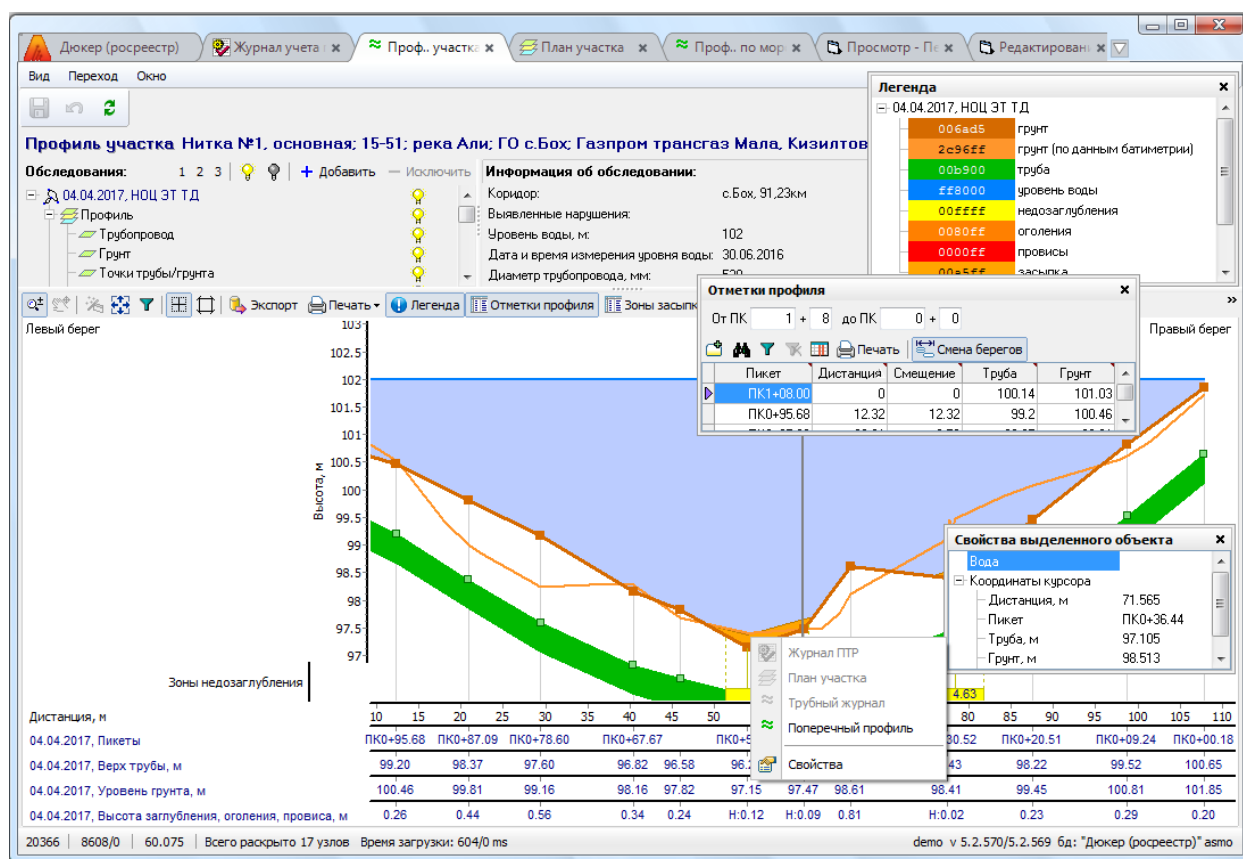 Дюкер (росреестр)
Журнал учета
Проф.. участка
План участка
Проф.. по мор
Просмотр - Пе
Редактирован
Вид Переход Окно
Профиль участка Нитка №1, основная; 15-51; река Али; ГО с.Бох; Газпром трансгаз Мала, Кизилтов
Обследования: 1 2 3 + Добавить — Исключить
04.04.2017, НОЦ ЭТ ТД
Профиль
Трубопровод
Грунт
Точки трубы/грунта
Информация об обследовании:
Коридор: с.Бох, 91,23км
Выявленные нарушения:
Уровень воды, м: 102
Дата и время измерения уровня воды: 30.06.2016
Диаметр трубопровода, мм:
Легенда
04.04.2017, НОЦ ЭТ ТД
006ad5 грунт
2c96ff грунт (по данным батиметрии)
00b900 труба
ff8000 уровень воды
00ffff недозаглубления
0080ff оголения
0000ff провисы
00a5ff засыпка
Экспорт Печать Легенда Отметки профиля Зоны засыпк »
Отметки профиля
От ПК 1 + 8 до ПК 0 + 0
Печать Смена берегов
Пикет Дистанция Смещение Труба Грунт
ПК1+08.00 0 0 100.14 101.03
ПК0+95.68 12.32 12.32 99.2 100.46
Левый берег
Правый берег
Высота, м
103
102.5
102
101.5
101
100.5
100
99.5
99
98.5
98
97.5
97
Свойства выделенного объекта
Вода
Координаты курсора
Дистанция, м 71.565
Пикет ПК0+36.44
Труба, м 97.105
Грунт, м 98.513
Журнал ПТР
План участка
Трубный журнал
Поперечный профиль
Свойства
Зоны недозаглубления
4.63
Дистанция, м 10 15 20 25 30 35 40 45 50 80 85 90 95 100 105 110
04.04.2017, Пикеты ПК0+95.68 ПК0+87.09 ПК0+78.60 ПК0+67.67 ПК0+5 30.52 ПК0+20.51 ПК0+09.24 ПК0+00.18
04.04.2017, Верх трубы, м 99.20 98.37 97.60 96.82 96.58 96.2 43 98.22 99.52 100.65
04.04.2017, Уровень грунта, м 100.46 99.81 99.16 98.16 97.82 97.15 97.47 98.61 98.41 99.45 100.81 101.85
04.04.2017, Высота заглубления, оголения, провиса, м 0.26 0.44 0.56 0.34 0.24 Н:0.12 Н:0.09 0.81 Н:0.02 0.23 0.29 0.20
20366 8608/0 60.075 Всего раскрыто 17 узлов Время загрузки: 604/0 ms demo v 5.2.570/5.2.569 бд: "Дюкер (росреестр)" asmo